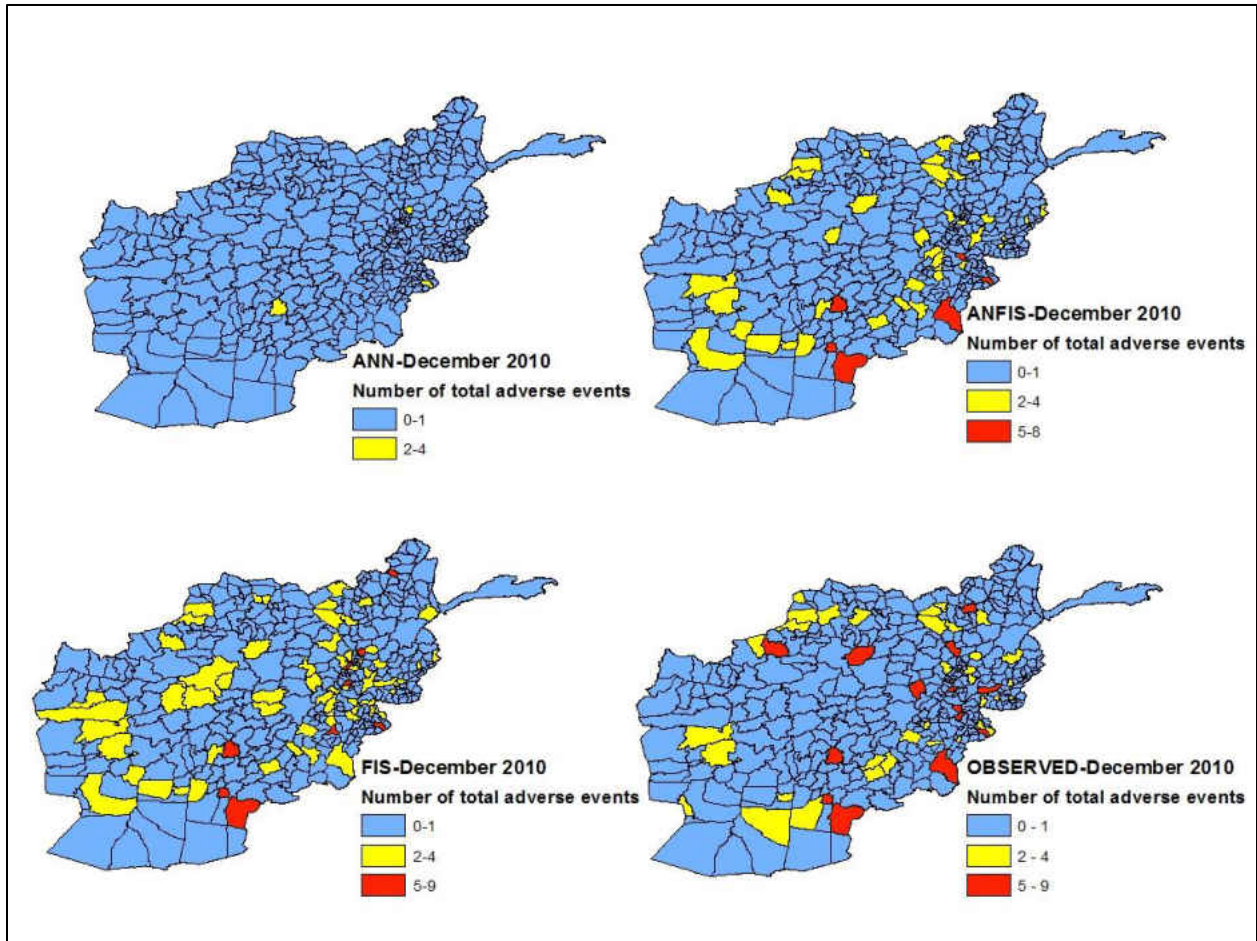 ANN-December 2010
Number of total adverse events
0-1
2-4
ANFIS-December 2010
Number of total adverse events
0-1
2-4
5-8
FIS-December 2010
Number of total adverse events
0-1
2-4
5-9
OBSERVED-December 2010
Number of total adverse events
0 - 1
2 - 4
5 - 9